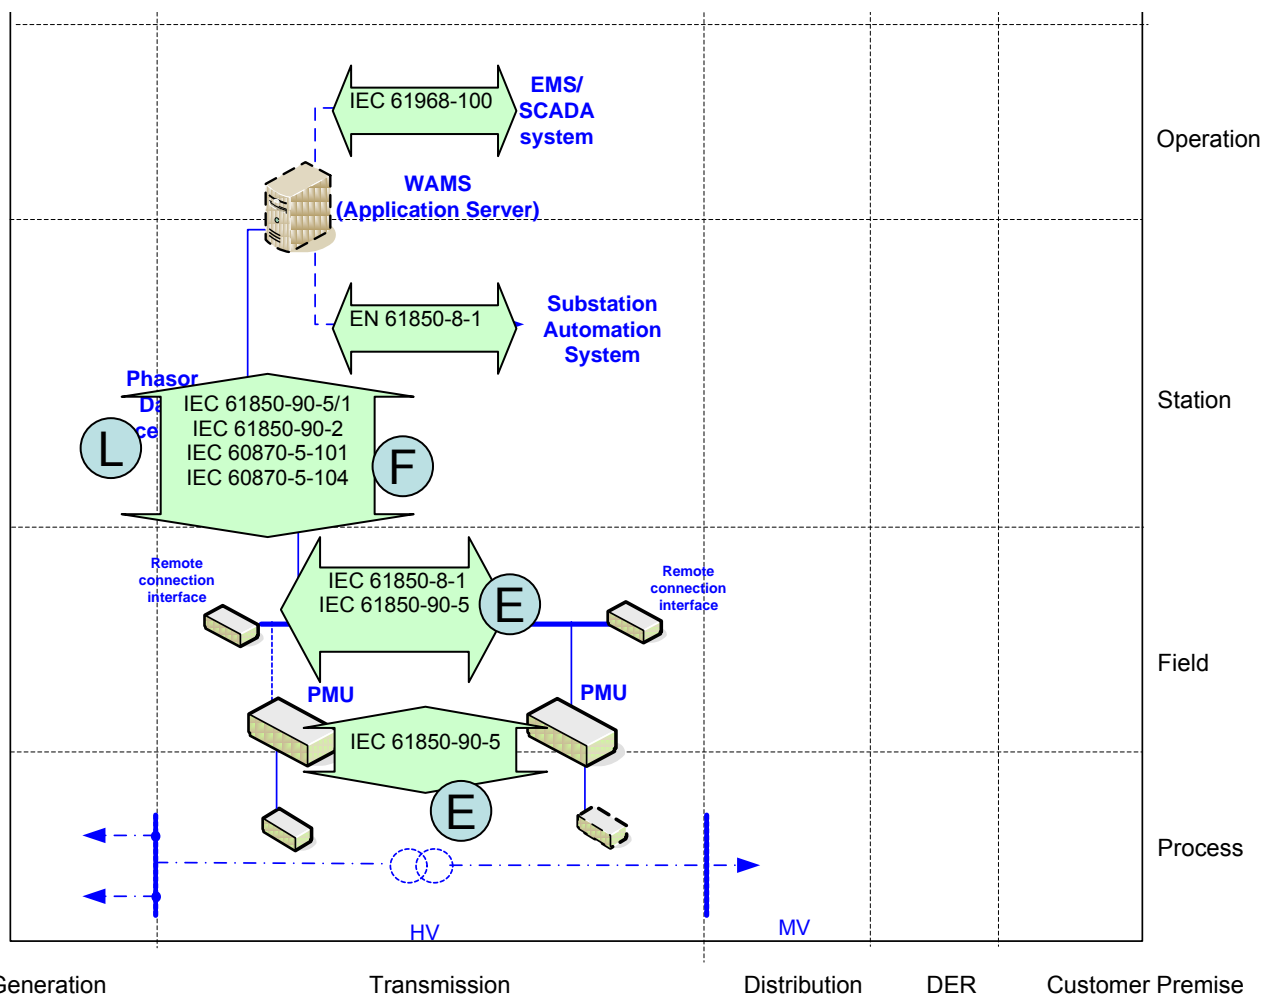 EMS/
SCADA
system
IEC 61968-100
Operation
WAMS
(Application Server)
Substation
Automation
System
EN 61850-8-1
Phasor
IEC 61850-90-5/1
IEC 61850-90-2
IEC 60870-5-101
IEC 60870-5-104
L
F
Station
Remote
connection
interface
IEC 61850-8-1
IEC 61850-90-5
E
Remote
connection
interface
Field
PMU
PMU
IEC 61850-90-5
E
Process
HV
MV
Generation
Transmission
Distribution
DER
Customer Premise